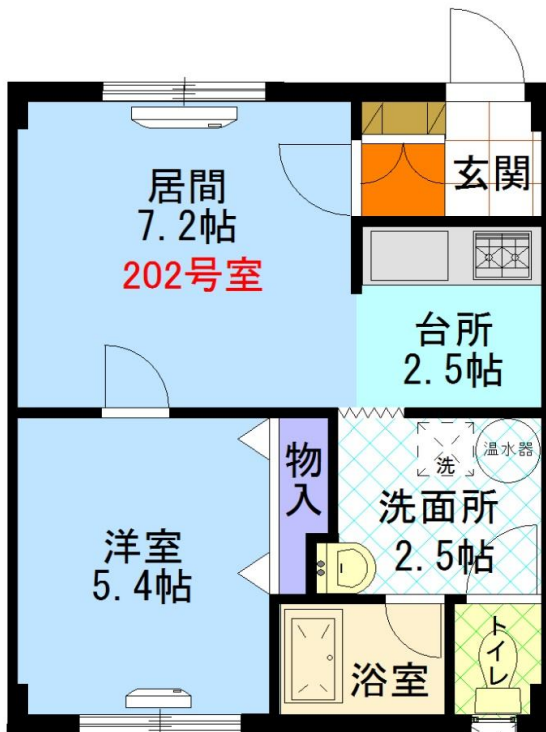 玄関
居間
7.2帖
202号室
台所
2.5帖
洗
温水器
物入
洗面所
2.5帖
洋室
5.4帖
トイレ
浴室